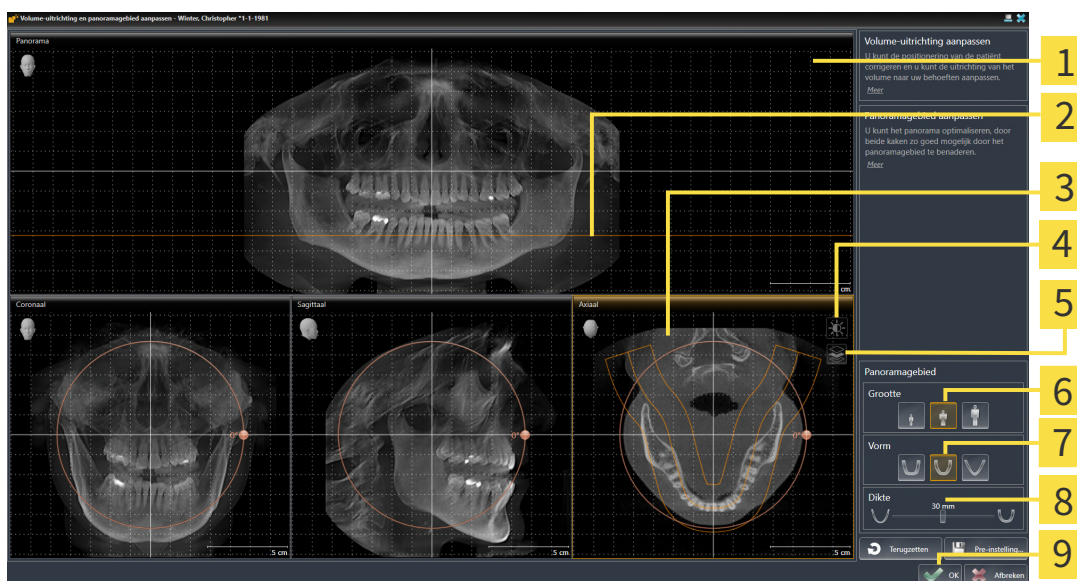 Volume-uitrichting en panoramagebied aanpassen - Winter, Christopher *1-1-1981
Panorama
cm
Volume-uitrichting aanpassen
U kunt de positionering van de patiënt
corrigeren en u kunt de uitrichting van het
volume naar uw behoeften aanpassen.
Meer
Panoramagebied aanpassen
U kunt het panorama optimaliseren, door
beide kaken zo goed mogelijk door het
panoramagebied te benaderen.
Meer
1
2
3
4
5
Coronaal
0°
.5 cm
Sagittaal
0°
.5 cm
Axiaal
0°
.5 cm
Panoramagebied
Grootte
6
Vorm
7
Dikte
30 mm
8
Terugzetten
Pre-instelling...
OK
Afbreken
9